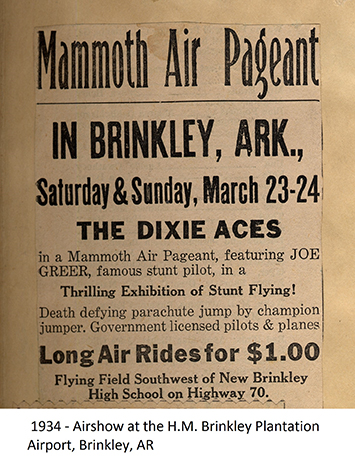 Mammoth Air Pageant
IN BRINKLEY, ARK.,
Saturday & Sunday, March 23-24
THE DIXIE ACES
in a Mammoth Air Pageant, featuring JOE
GREER, famous stunt pilot, in a
Thrilling Exhibition of Stunt Flying!
Death defying parachute jump by champion
jumper. Government licensed pilots & planes
Long Air Rides for $1.00
Flying Field Southwest of New Brinkley
High School on Highway 70.
1934 - Airshow at the H.M. Brinkley Plantation
Airport, Brinkley, AR